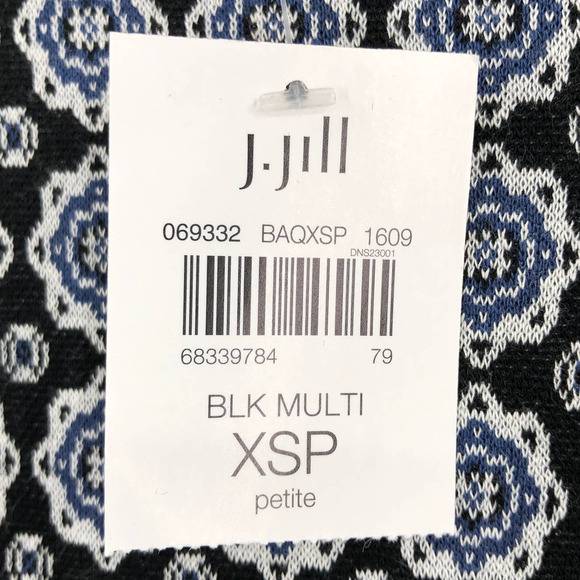 J.Jill
069332 BAQXSP 1609
DNS23001
68339784 79
BLK MULTI
XSP
petite